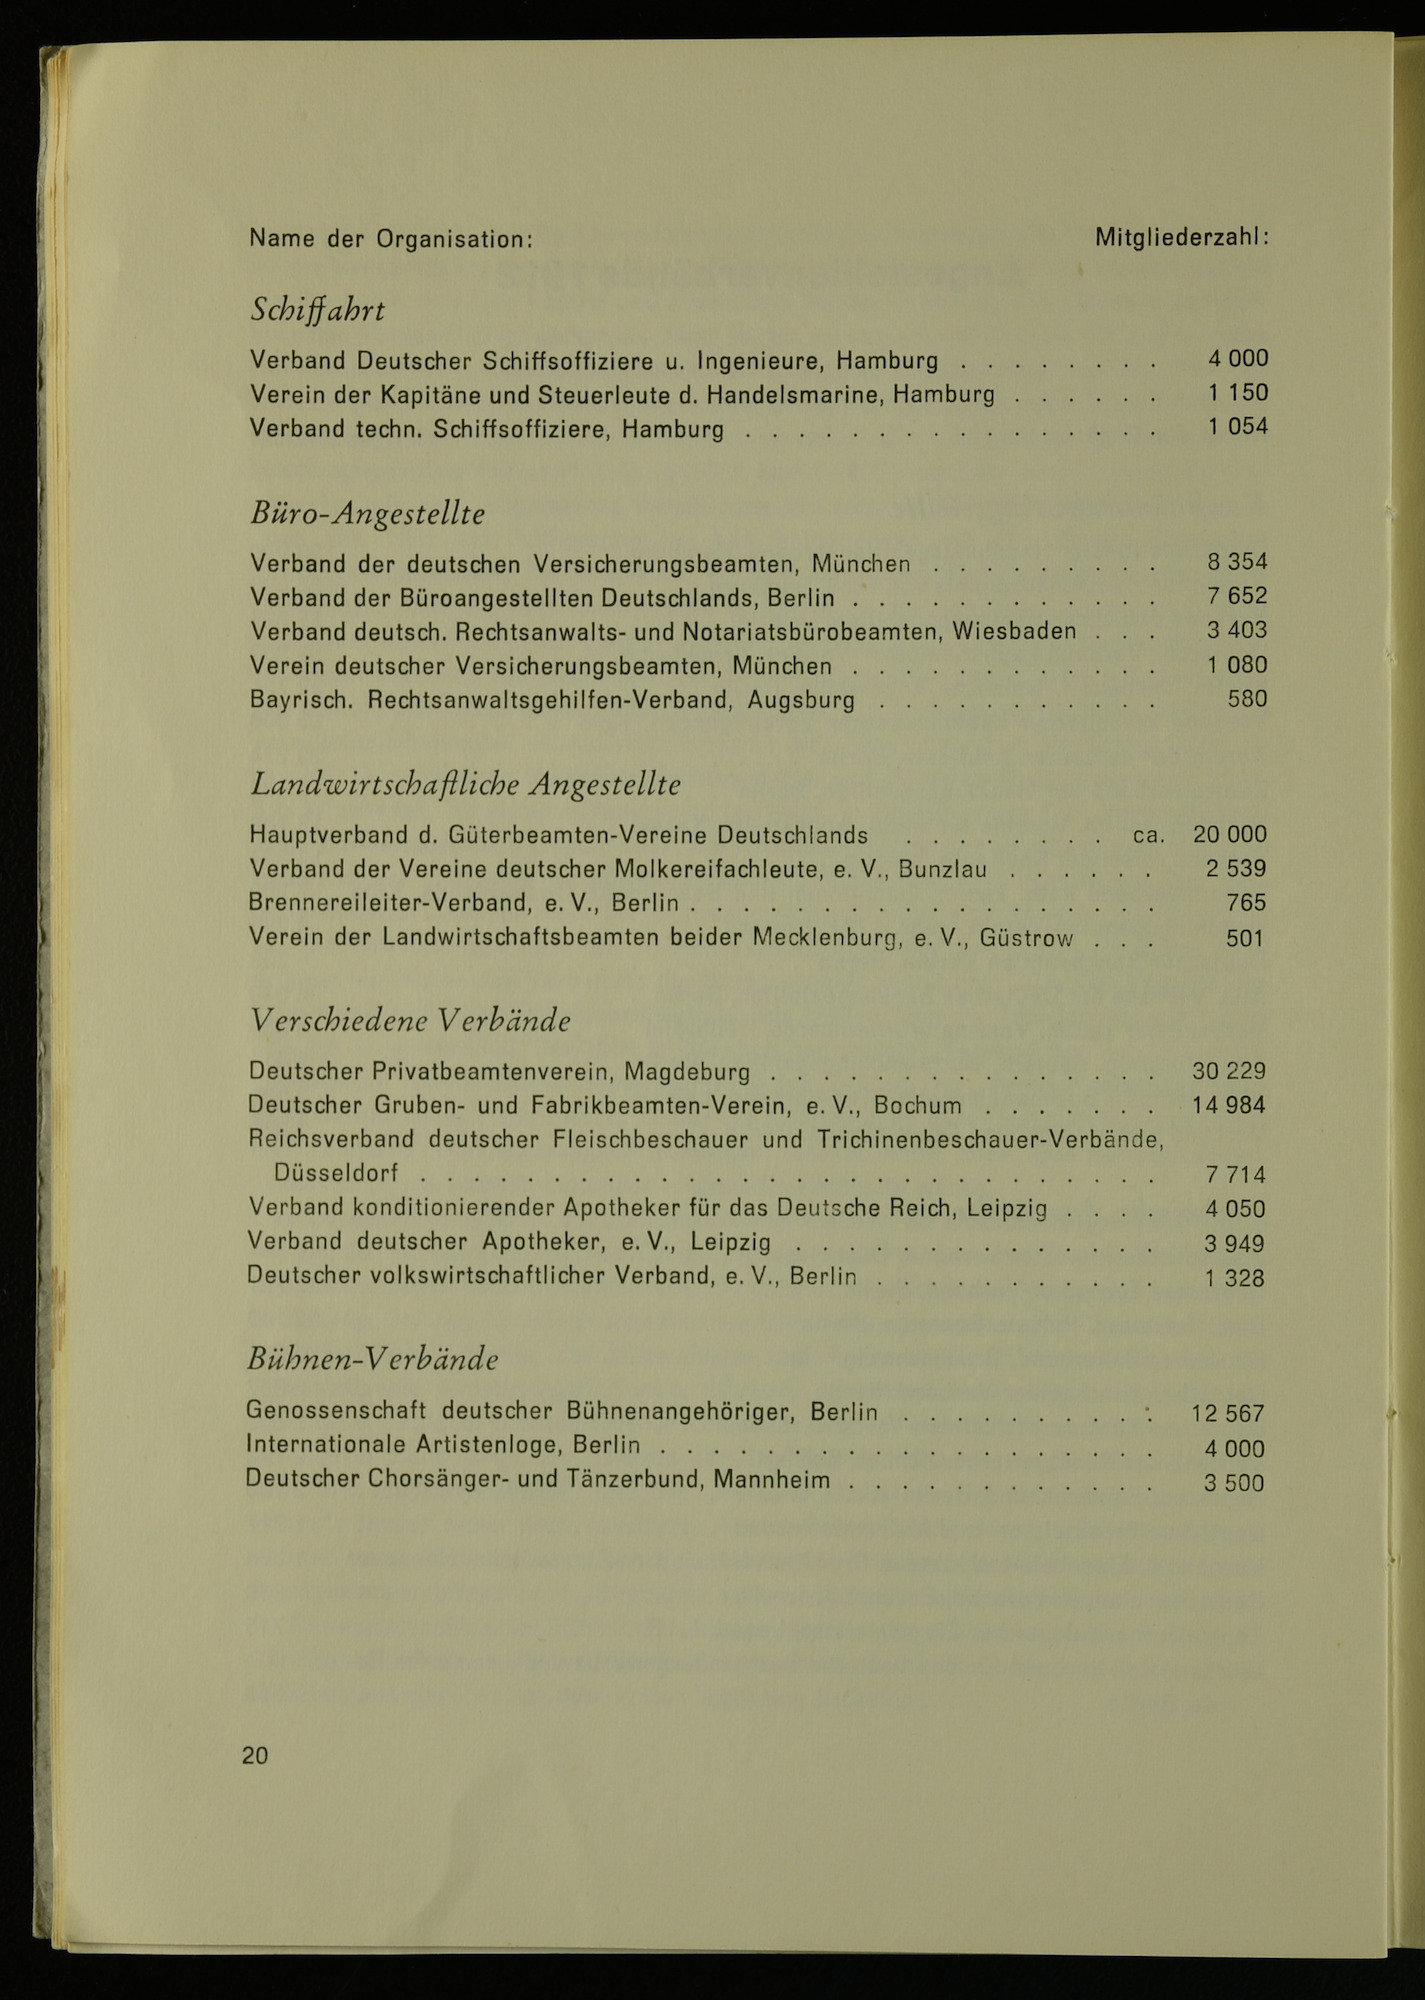 Name der Organisation: Mitgliederzahl:
Schiffahrt
Verband Deutscher Schiffsoffiziere u. Ingenieure, Hamburg . . . . . . . . 4 000
Verein der Kapitäne und Steuerleute d. Handelsmarine, Hamburg . . . . . . 1 150
Verband techn. Schiffsoffiziere, Hamburg . . . . . . . . . . . . . . . . 1 054
Büro-Angestellte
Verband der deutschen Versicherungsbeamten, München . . . . . . . . . 8 354
Verband der Büroangestellten Deutschlands, Berlin . . . . . . . . . . . . 7 652
Verband deutsch. Rechtsanwalts- und Notariatsbürobeamten, Wiesbaden . . . 3 403
Verein deutscher Versicherungsbeamten, München . . . . . . . . . . . . 1 080
Bayrisch. Rechtsanwaltsgehilfen-Verband, Augsburg . . . . . . . . . . . 580
Landwirtschaftliche Angestellte
Hauptverband d. Güterbeamten-Vereine Deutschlands . . . . . . . . ca. 20 000
Verband der Vereine deutscher Molkereifachleute, e. V., Bunzlau . . . . . . 2 539
Brennereileiter-Verband, e. V., Berlin . . . . . . . . . . . . . . . . . . 765
Verein der Landwirtschaftsbeamten beider Mecklenburg, e. V., Güstrow . . . 501
Verschiedene Verbände
Deutscher Privatbeamtenverein, Magdeburg . . . . . . . . . . . . . . . 30 229
Deutscher Gruben- und Fabrikbeamten-Verein, e. V., Bochum . . . . . . . 14 984
Reichsverband deutscher Fleischbeschauer und Trichinenbeschauer-Verbände,
Düsseldorf . . . . . . . . . . . . . . . . . . . . . . . . . . . . 7 714
Verband konditionierender Apotheker für das Deutsche Reich, Leipzig . . . . 4 050
Verband deutscher Apotheker, e. V., Leipzig . . . . . . . . . . . . . . 3 949
Deutscher volkswirtschaftlicher Verband, e. V., Berlin . . . . . . . . . . . 1 328
Bühnen-Verbände
Genossenschaft deutscher Bühnenangehöriger, Berlin . . . . . . . . . . 12 567
Internationale Artistenloge, Berlin . . . . . . . . . . . . . . . . . . . 4 000
Deutscher Chorsänger- und Tänzerbund, Mannheim . . . . . . . . . . . . 3 500
20